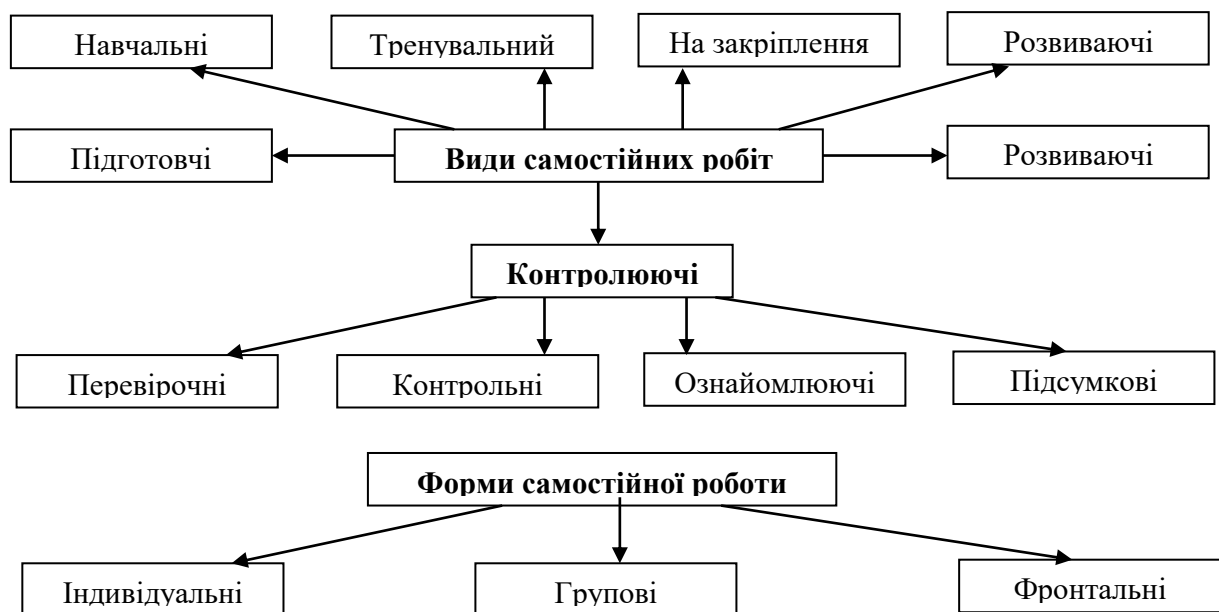 Навчальні
Тренувальний
На закріплення
Розвиваючі
Підготовчі
Види самостійних робіт
Розвиваючі
Контролюючі
Перевірочні
Контрольні
Ознайомлюючі
Підсумкові
Форми самостійної роботи
Індивідуальні
Групові
Фронтальні